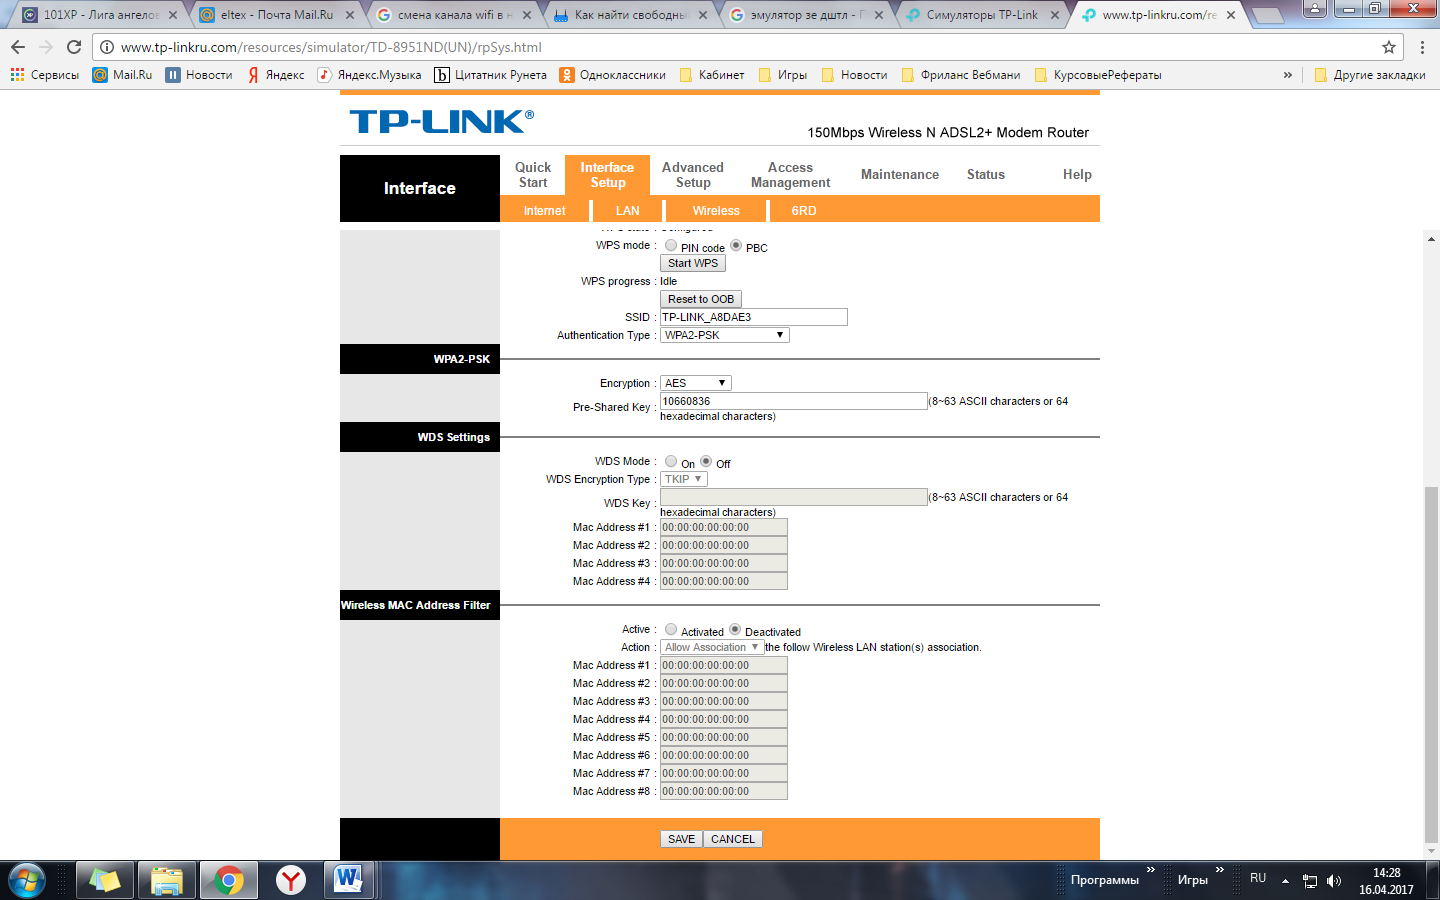 101XP - Лига ангелов
eltex - Почта Mail.Ru
смена канала wifi в н
Как найти свободны
эмулятор зе дштл - П
Симуляторы TP-Link
www.tp-linkru.com/re
www.tp-linkru.com/resources/simulator/TD-8951ND(UN)/rpSys.html
Сервисы Mail.Ru Новости Яндекс Яндекс.Музыка Цитатник Рунета Одноклассники Кабинет Игры Новости Фриланс Вебмани КурсовыеРефераты » Другие закладки
TP-LINK®
150Mbps Wireless N ADSL2+ Modem Router
Interface
Quick Start
Interface Setup
Advanced Setup
Access Management
Maintenance
Status
Help
Internet LAN Wireless 6RD
WPS mode : PIN code PBC
Start WPS
WPS progress : Idle
Reset to OOB
SSID : TP-LINK_A8DAE3
Authentication Type : WPA2-PSK
WPA2-PSK
Encryption : AES
Pre-Shared Key : 10660836 (8~63 ASCII characters or 64
hexadecimal characters)
WDS Settings
WDS Mode : On Off
WDS Encryption Type : TKIP
WDS Key : (8~63 ASCII characters or 64
hexadecimal characters)
Mac Address #1 : 00:00:00:00:00:00
Mac Address #2 : 00:00:00:00:00:00
Mac Address #3 : 00:00:00:00:00:00
Mac Address #4 : 00:00:00:00:00:00
Wireless MAC Address Filter
Active : Activated Deactivated
Action : Allow Association the follow Wireless LAN station(s) association.
Mac Address #1 : 00:00:00:00:00:00
Mac Address #2 : 00:00:00:00:00:00
Mac Address #3 : 00:00:00:00:00:00
Mac Address #4 : 00:00:00:00:00:00
Mac Address #5 : 00:00:00:00:00:00
Mac Address #6 : 00:00:00:00:00:00
Mac Address #7 : 00:00:00:00:00:00
Mac Address #8 : 00:00:00:00:00:00
SAVE CANCEL
Программы » Игры » RU 14:28
16.04.2017